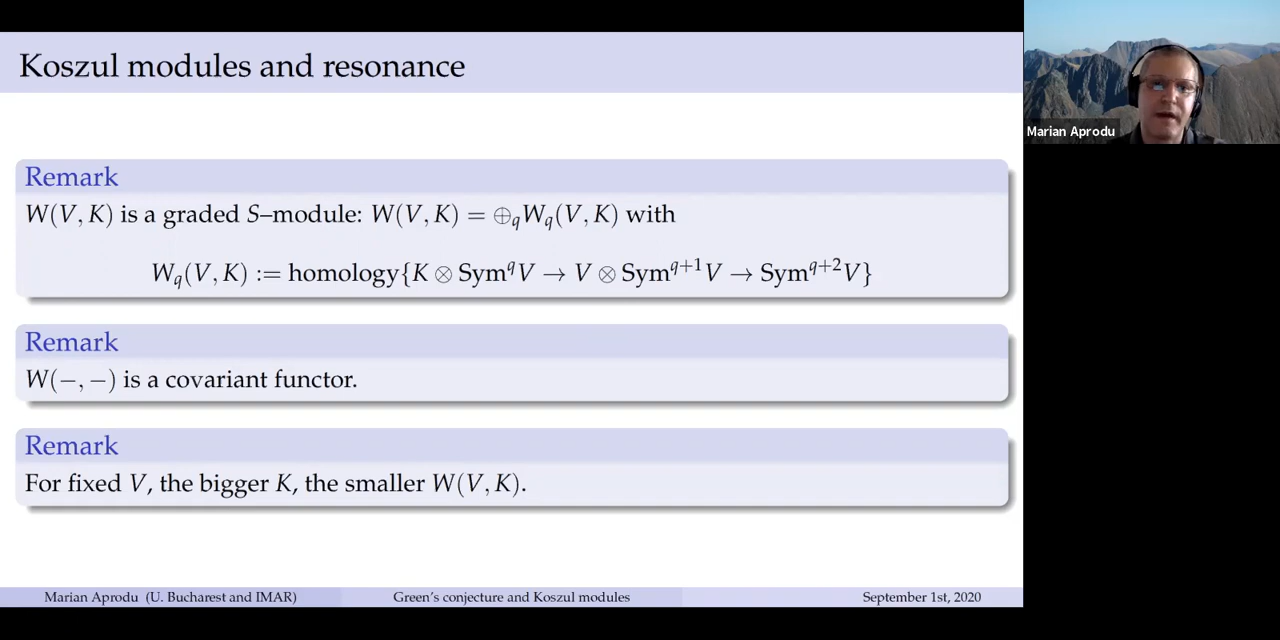 Koszul modules and resonance
Marian Aprodu
Remark
W(V, K) is a graded S–module: W(V, K) = ⊕_q W_q(V, K) with
W_q(V, K) := homology{K ⊗ Sym^q V → V ⊗ Sym^{q+1} V → Sym^{q+2} V}
Remark
W(−, −) is a covariant functor.
Remark
For fixed V, the bigger K, the smaller W(V, K).
Marian Aprodu (U. Bucharest and IMAR) Green's conjecture and Koszul modules September 1st, 2020